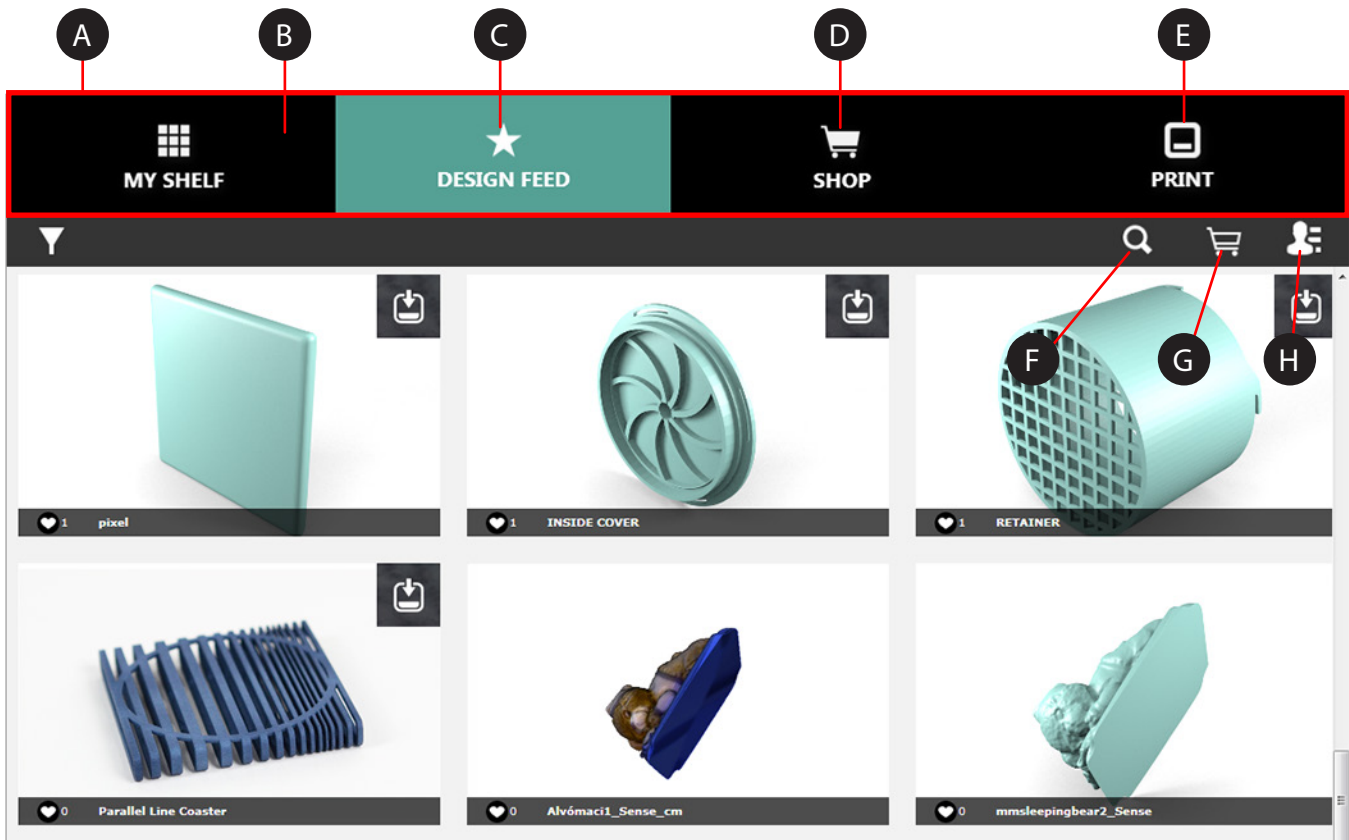 A B C D E
MY SHELF DESIGN FEED SHOP PRINT
F G H
1 pixel 1 INSIDE COVER 1 RETAINER
0 Parallel Line Coaster 0 Alvómaci1_Sense_cm 0 mmsleepingbear2_Sense